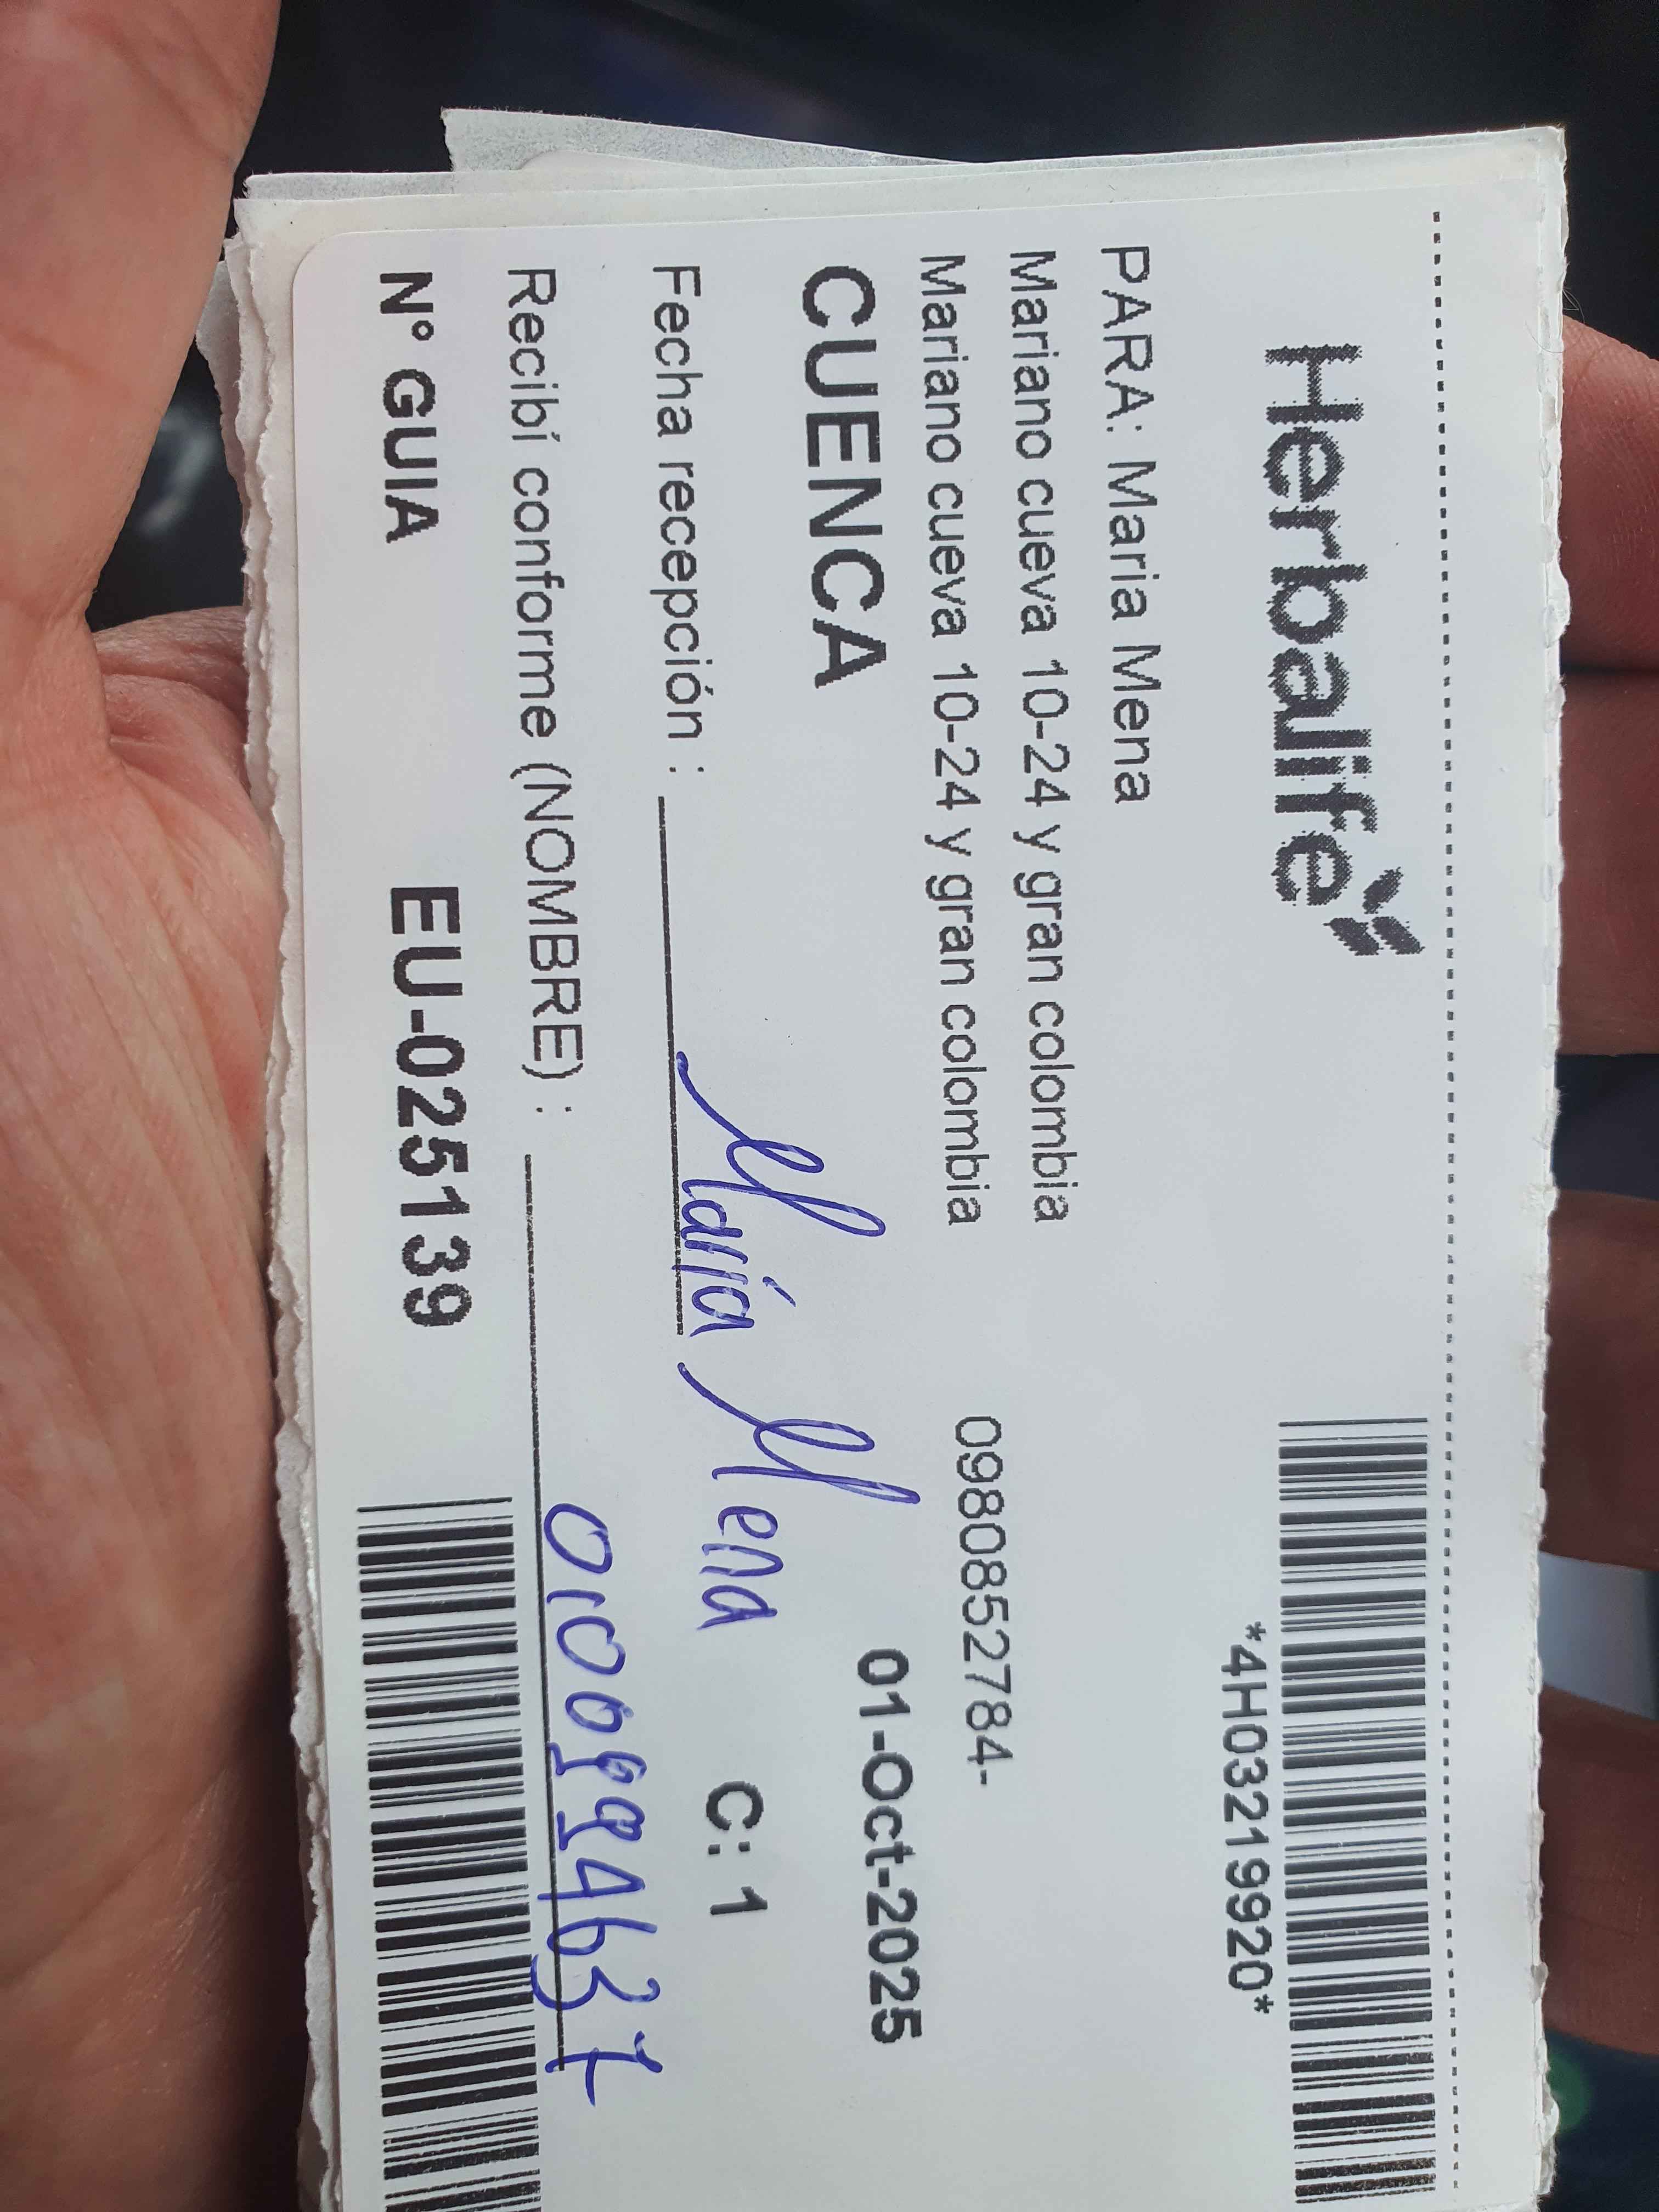 Herbalife
*4H03219920*
PARA: Maria Mena
Mariano cueva 10-24 y gran colombia
Mariano cueva 10-24 y gran colombia 0980852784-
CUENCA 01-Oct-2025
Fecha recepción : María Mena C: 1
Recibí conforme (NOMBRE) :
N° GUIA EU-025139